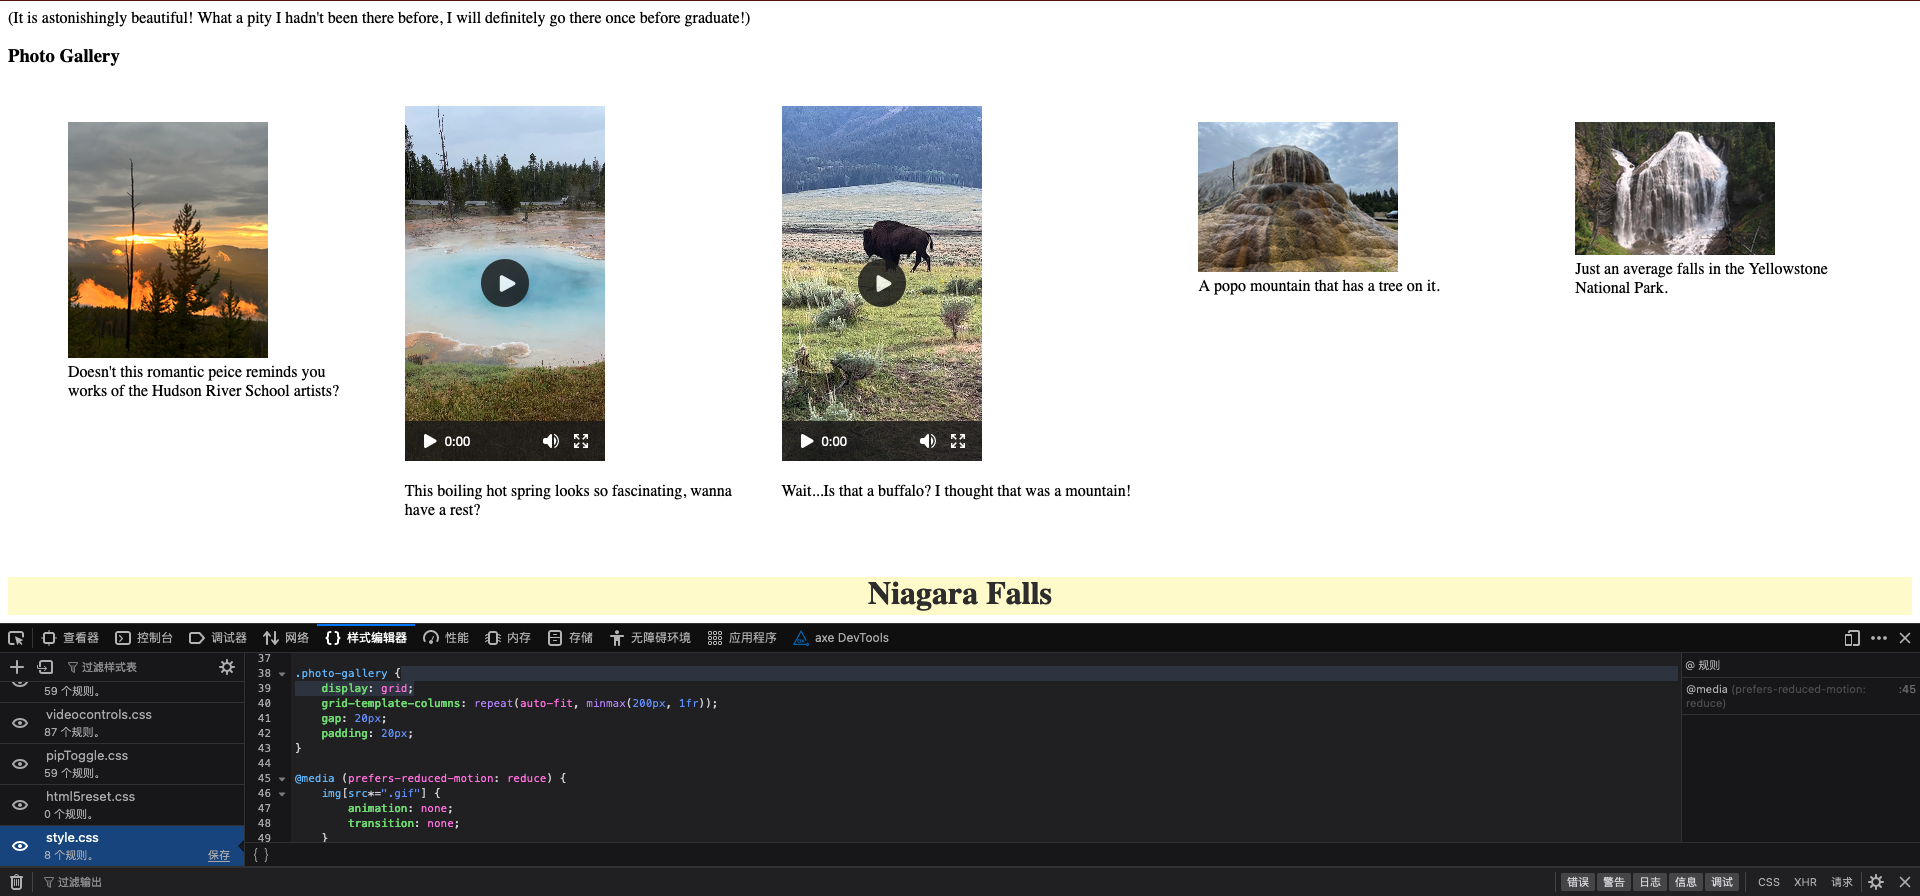 (It is astonishingly beautiful! What a pity I hadn't been there before, I will definitely go there once before graduate!)
Photo Gallery
Doesn't this romantic peice reminds you
works of the Hudson River School artists?
0:00
This boiling hot spring looks so fascinating, wanna
have a rest?
0:00
Wait...Is that a buffalo? I thought that was a mountain!
A popo mountain that has a tree on it.
Just an average falls in the Yellowstone
National Park.
Niagara Falls
查看器 控制台 调试器 网络 {} 样式编辑器 性能 内存 存储 无障碍环境 应用程序 axe DevTools
过滤样式表
59 个规则。
videocontrols.css
87 个规则。
pipToggle.css
59 个规则。
html5reset.css
0 个规则。
style.css
8 个规则。 保存
37
38 .photo-gallery {
39 display: grid;
40 grid-template-columns: repeat(auto-fit, minmax(200px, 1fr));
41 gap: 20px;
42 padding: 20px;
43 }
44
45 @media (prefers-reduced-motion: reduce) {
46 img[src*=".gif"] {
47 animation: none;
48 transition: none;
49 }
{ }
@ 规则
@media (prefers-reduced-motion: :45
reduce)
过滤输出
错误 警告 日志 信息 调试 CSS XHR 请求